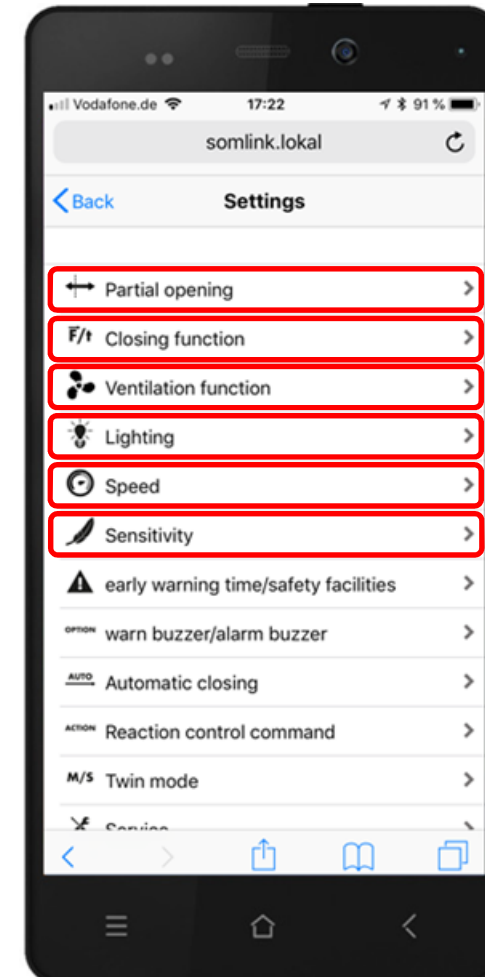 Vodafone.de 17:22 91 %
somlink.lokal
Back Settings
Partial opening
F/t Closing function
Ventilation function
Lighting
Speed
Sensitivity
early warning time/safety facilities
OPTION warn buzzer/alarm buzzer
AUTO Automatic closing
ACTION Reaction control command
M/S Twin mode
Service